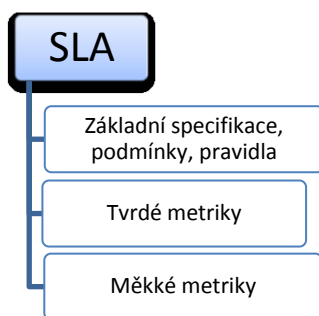 SLA
Základní specifikace,
podmínky, pravidla
Tvrdé metriky
Měkké metriky